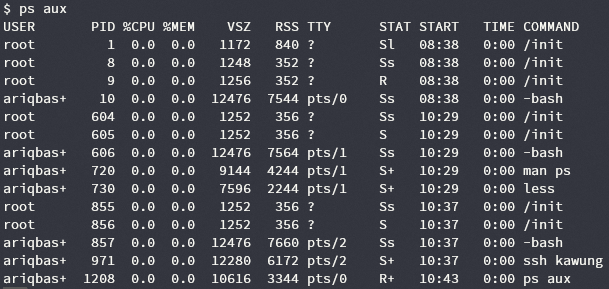 $ ps aux
USER       PID %CPU %MEM    VSZ   RSS TTY      STAT START   TIME COMMAND
root         1  0.0  0.0   1172   840 ?        Sl   08:38   0:00 /init
root         8  0.0  0.0   1248   352 ?        Ss   08:38   0:00 /init
root         9  0.0  0.0   1256   352 ?        R    08:38   0:00 /init
ariqbas+    10  0.0  0.0  12476  7544 pts/0    Ss   08:38   0:00 -bash
root       604  0.0  0.0   1252   356 ?        Ss   10:29   0:00 /init
root       605  0.0  0.0   1252   356 ?        S    10:29   0:00 /init
ariqbas+   606  0.0  0.0  12476  7564 pts/1    Ss   10:29   0:00 -bash
ariqbas+   720  0.0  0.0   9144  4244 pts/1    S+   10:29   0:00 man ps
ariqbas+   730  0.0  0.0   7596  2244 pts/1    S+   10:29   0:00 less
root       855  0.0  0.0   1252   356 ?        Ss   10:37   0:00 /init
root       856  0.0  0.0   1252   356 ?        S    10:37   0:00 /init
ariqbas+   857  0.0  0.0  12476  7660 pts/2    Ss   10:37   0:00 -bash
ariqbas+   971  0.0  0.0  12280  6172 pts/2    S+   10:37   0:00 ssh kawung
ariqbas+  1208  0.0  0.0  10616  3344 pts/0    R+   10:43   0:00 ps aux